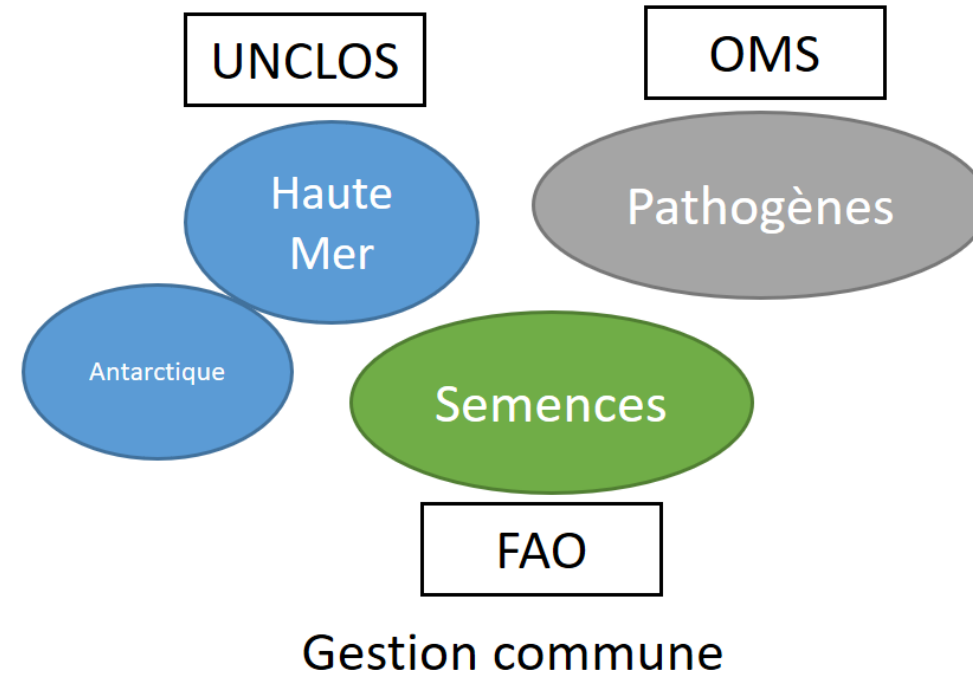 UNCLOS
OMS
Haute
Mer
Pathogènes
Antarctique
Semences
FAO
Gestion commune